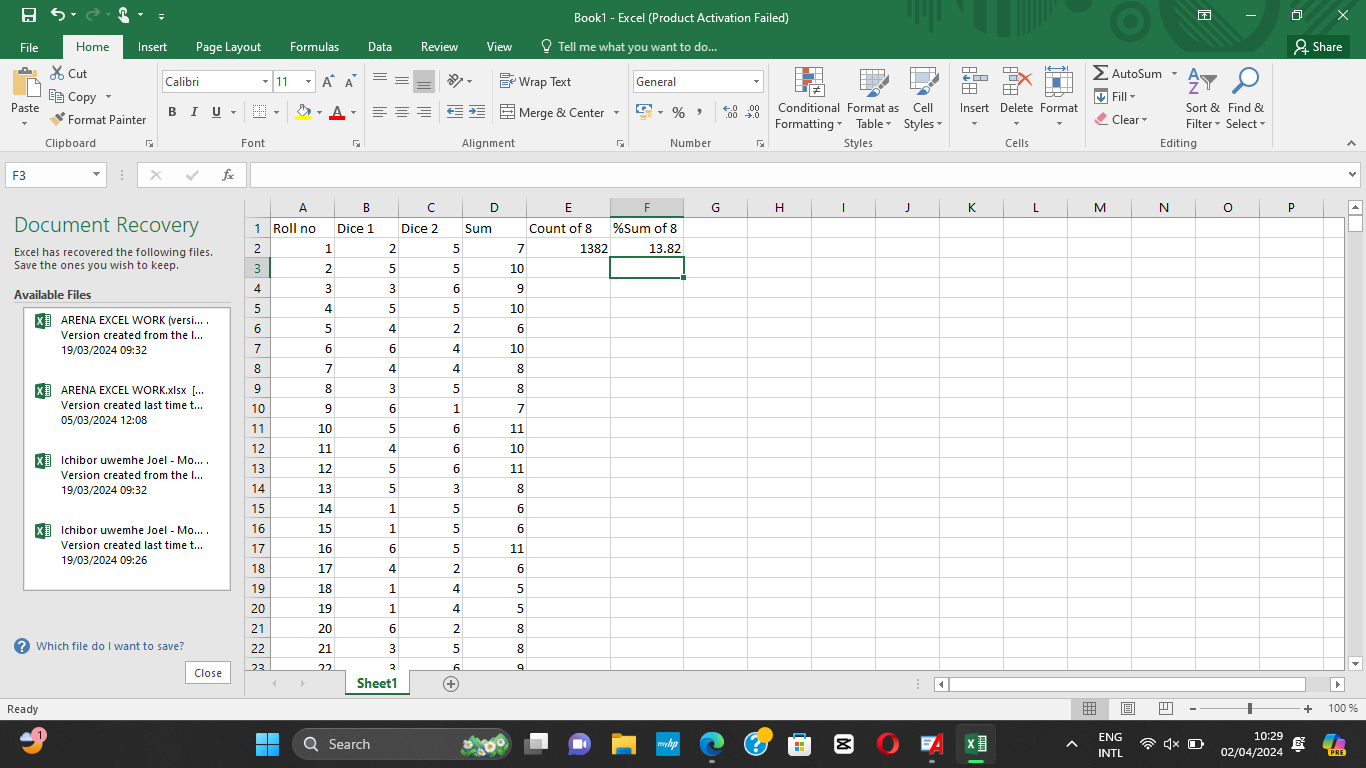 Book1 - Excel (Product Activation Failed)
File Home Insert Page Layout Formulas Data Review View Tell me what you want to do... Share
Paste
Cut
Copy
Format Painter
Clipboard
Calibri 11
B I U
Font
Wrap Text
Merge & Center
Alignment
General
%
Number
Conditional Formatting
Format as Table
Cell Styles
Styles
Insert Delete Format
Cells
AutoSum
Fill
Clear
Sort & Filter
Find & Select
Editing
F3 fx
Document Recovery
Excel has recovered the following files.
Save the ones you wish to keep.
Available Files
ARENA EXCEL WORK (versi... .
Version created from the l...
19/03/2024 09:32
ARENA EXCEL WORK.xlsx [...
Version created last time t...
05/03/2024 12:08
Ichibor uwemhe Joel - Mo... .
Version created from the l...
19/03/2024 09:32
Ichibor uwemhe Joel - Mo... .
Version created last time t...
19/03/2024 09:26
Which file do I want to save?
Close
A B C D E F G H I J K L M N O P
1 Roll no Dice 1 Dice 2 Sum Count of 8 %Sum of 8
2 1 2 5 7 1382 13.82
3 2 5 5 10
4 3 3 6 9
5 4 5 5 10
6 5 4 2 6
7 6 6 4 10
8 7 4 4 8
9 8 3 5 8
10 9 6 1 7
11 10 5 6 11
12 11 4 6 10
13 12 5 6 11
14 13 5 3 8
15 14 1 5 6
16 15 1 5 6
17 16 6 5 11
18 17 4 2 6
19 18 1 4 5
20 19 1 4 5
21 20 6 2 8
22 21 3 5 8
23 22 3 6 9
Sheet1
Ready
100 %
1
Search
myhp
ENG
INTL
10:29
02/04/2024
PRE